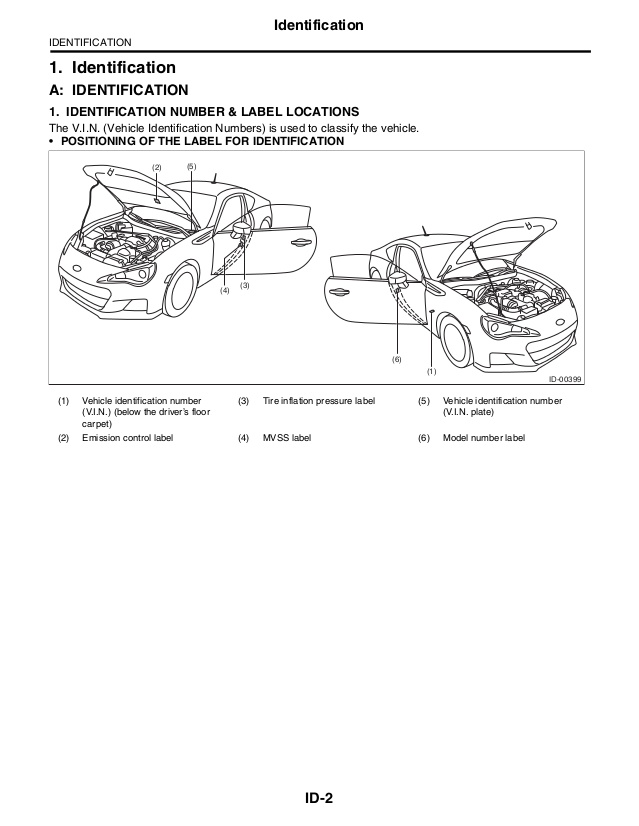 Identification
IDENTIFICATION
1. Identification
A: IDENTIFICATION
1. IDENTIFICATION NUMBER & LABEL LOCATIONS
The V.I.N. (Vehicle Identification Numbers) is used to classify the vehicle.
• POSITIONING OF THE LABEL FOR IDENTIFICATION
(2) (5)
(4) (3)
(6) (1)
ID-00399
(1) Vehicle identification number (V.I.N.) (below the driver's floor carpet)
(2) Emission control label
(3) Tire inflation pressure label
(4) MVSS label
(5) Vehicle identification number (V.I.N. plate)
(6) Model number label
ID-2